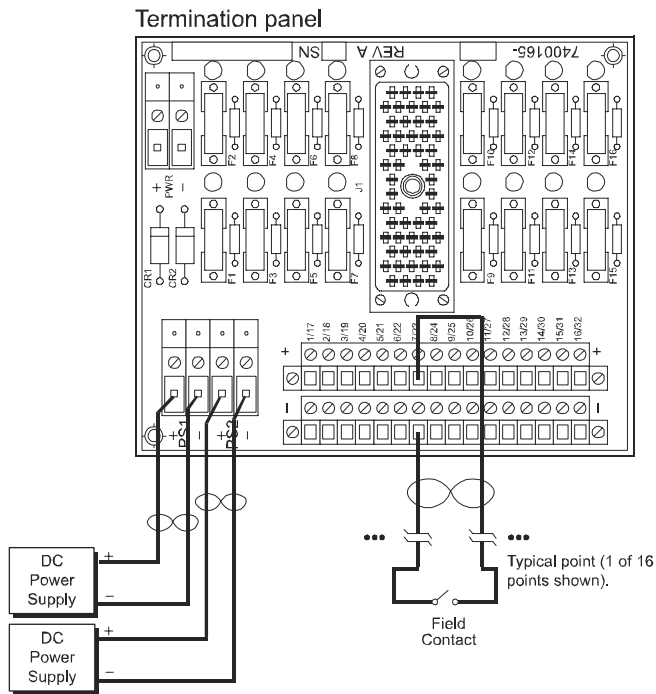 Termination panel
SN
REV A
7400165-
F2
F4
F6
F8
F10
F12
F14
F16
+
PWR
−
J1
CR1
CR2
F1
F3
F5
F7
F9
F11
F13
F15
1/17
2/18
3/19
4/20
5/21
6/22
7/23
8/24
9/25
10/26
11/27
12/28
13/29
14/30
15/31
16/32
+
+
−
−
+
PS1
−
+
PS2
−
DC
Power
Supply
+
−
DC
Power
Supply
+
−
•••
•••
Typical point (1 of 16
points shown).
Field
Contact